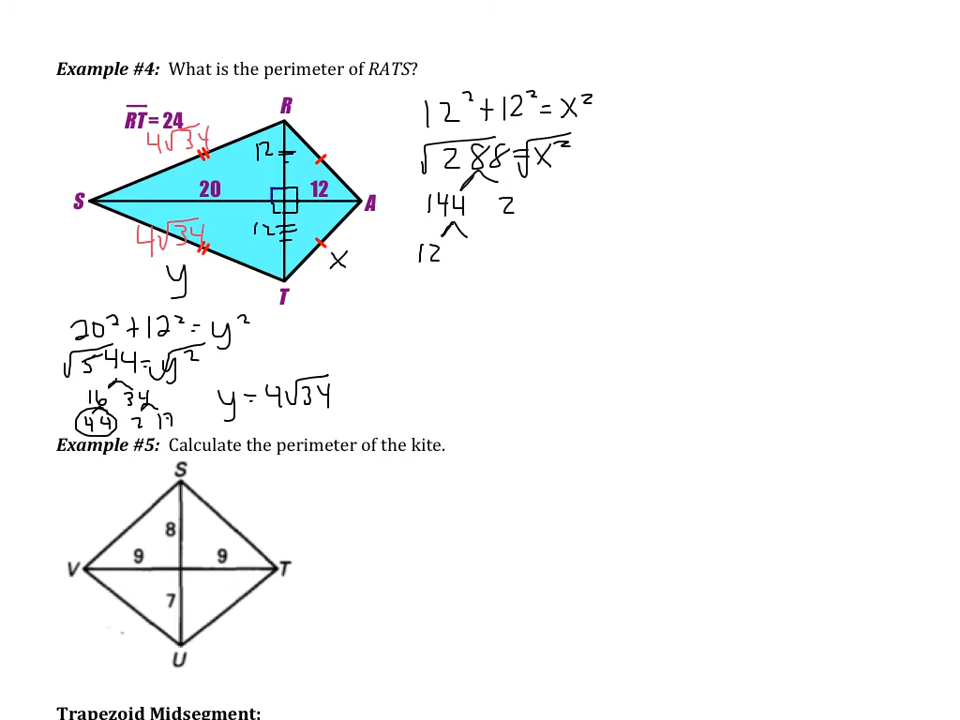 Example #4: What is the perimeter of RATS?
RT = 24
R
4√34
12
20
12
S
A
12
4√34
x
y
T
12² + 12² = x²
√288 = √x²
144 2
12
20² + 12² = y²
√544 = √y²
16 34
4 4 2 17
y = 4√34
Example #5: Calculate the perimeter of the kite.
S
8
9 9
V T
7
U
Trapezoid Midsegment: